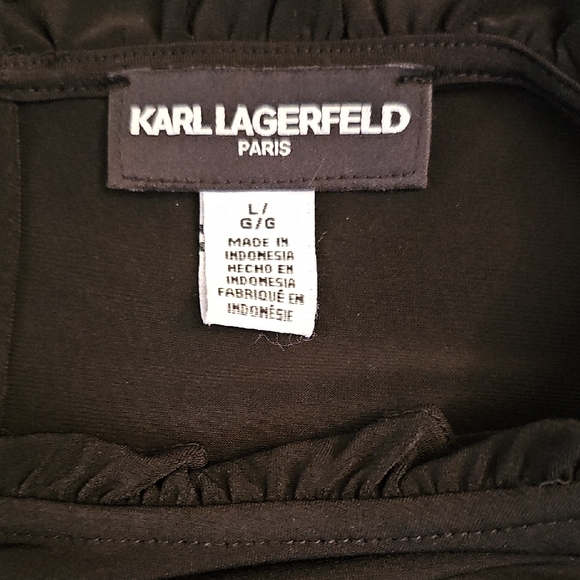 KARL LAGERFELD
PARIS
L/
G/G
MADE IN
INDONESIA
HECHO EN
INDONESIA
FABRIQUÉ EN
INDONÉSIE